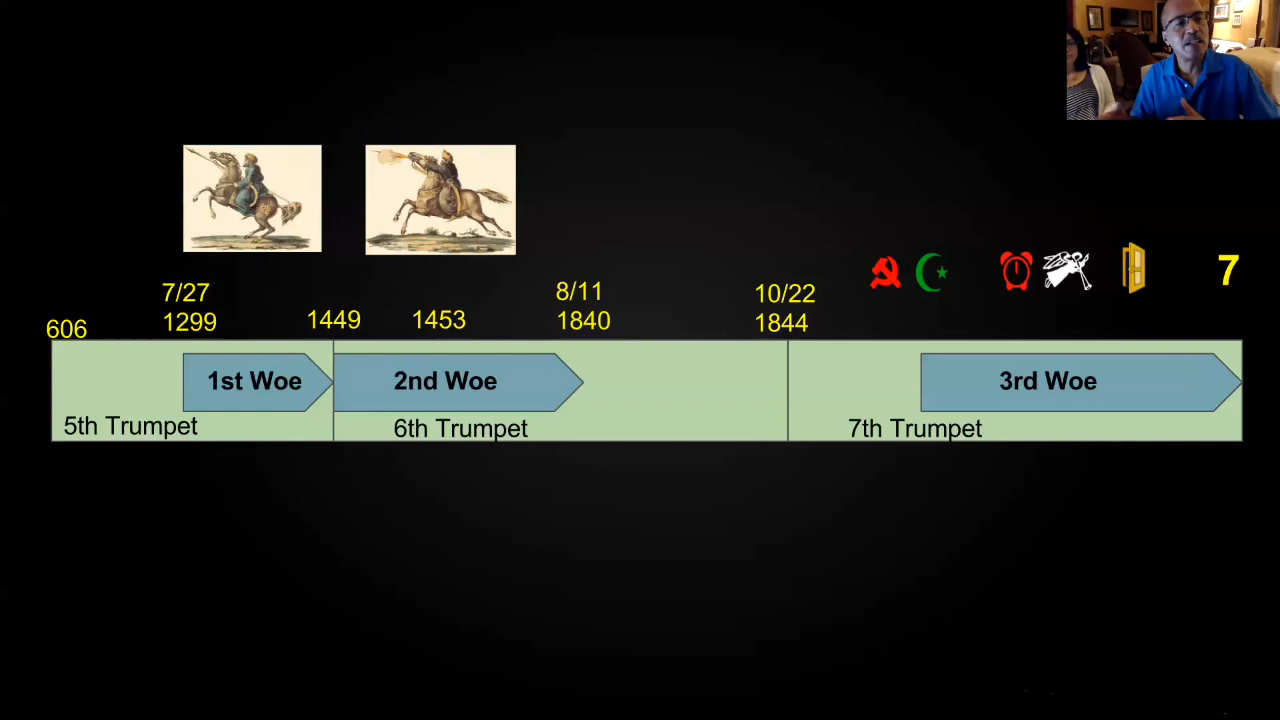 7
7/27
1299
606
1449
1453
8/11
1840
10/22
1844
1st Woe
2nd Woe
3rd Woe
5th Trumpet
6th Trumpet
7th Trumpet